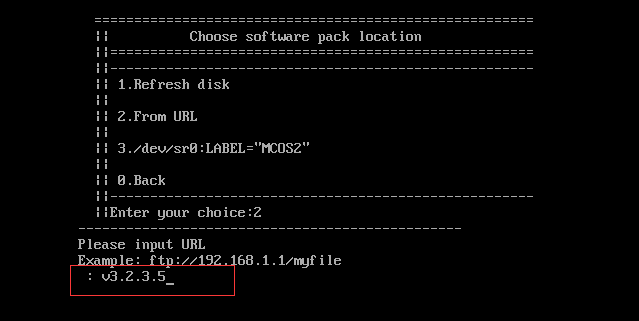 ==================================================
¦¦ Choose software pack location
¦¦==================================================
¦¦--------------------------------------------------
¦¦ 1.Refresh disk
¦¦
¦¦ 2.From URL
¦¦
¦¦ 3./dev/sr0:LABEL="MCOS2"
¦¦
¦¦ 0.Back
¦¦--------------------------------------------------
¦¦Enter your choice:2
------------------------------------------------
Please input URL
Example: ftp://192.168.1.1/myfile
: v3.2.3.5_